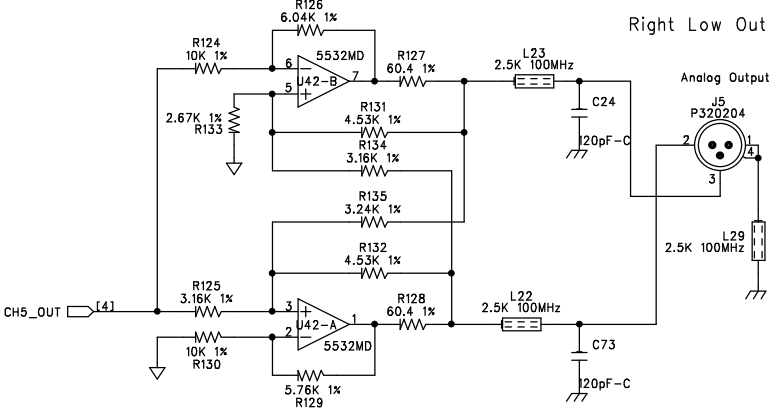 R126
6.04K 1%
Right Low Out
R124
10K 1%
5532MD
R127
60.4 1%
L23
2.5K 100MHz
6
U42-B
7
5
Analog Output
J5
P320204
2.67K 1%
R133
R131
4.53K 1%
C24
120pF-C
R134
3.16K 1%
2
1
4
3
R135
3.24K 1%
L29
2.5K 100MHz
R132
4.53K 1%
R125
3.16K 1%
CH5_OUT
[4]
3
U42-A
1
2
R128
60.4 1%
L22
2.5K 100MHz
5532MD
10K 1%
R130
C73
120pF-C
5.76K 1%
R129